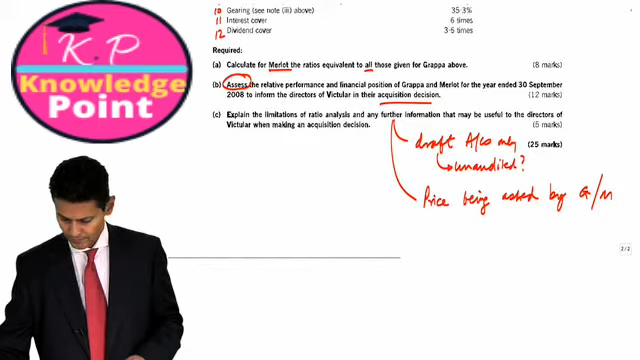 10 Gearing (see note (iii) above) 35·3%
11 Interest cover 6 times
12 Dividend cover 3·5 times
K.P
Knowledge
Point
Required:
(a) Calculate for Merlot the ratios equivalent to all those given for Grappa above. (8 marks)
(b) Assess the relative performance and financial position of Grappa and Merlot for the year ended 30 September
2008 to inform the directors of Victular in their acquisition decision. (12 marks)
(c) Explain the limitations of ratio analysis and any further information that may be useful to the directors of
Victular when making an acquisition decision. (5 marks)
(25 marks)
draft A/cs only
unaudited?
Price being asked by G/M
2/2